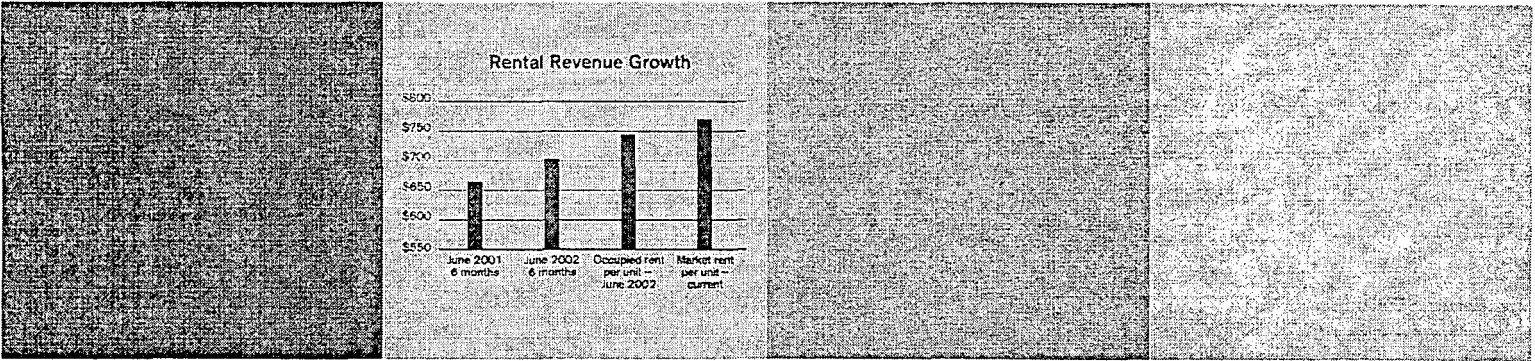 Rental Revenue Growth
$800
$750
$700
$650
$600
$550
June 2001
6 months
June 2002
6 months
Occupied rent
per unit –
June 2002
Market rent
per unit –
current